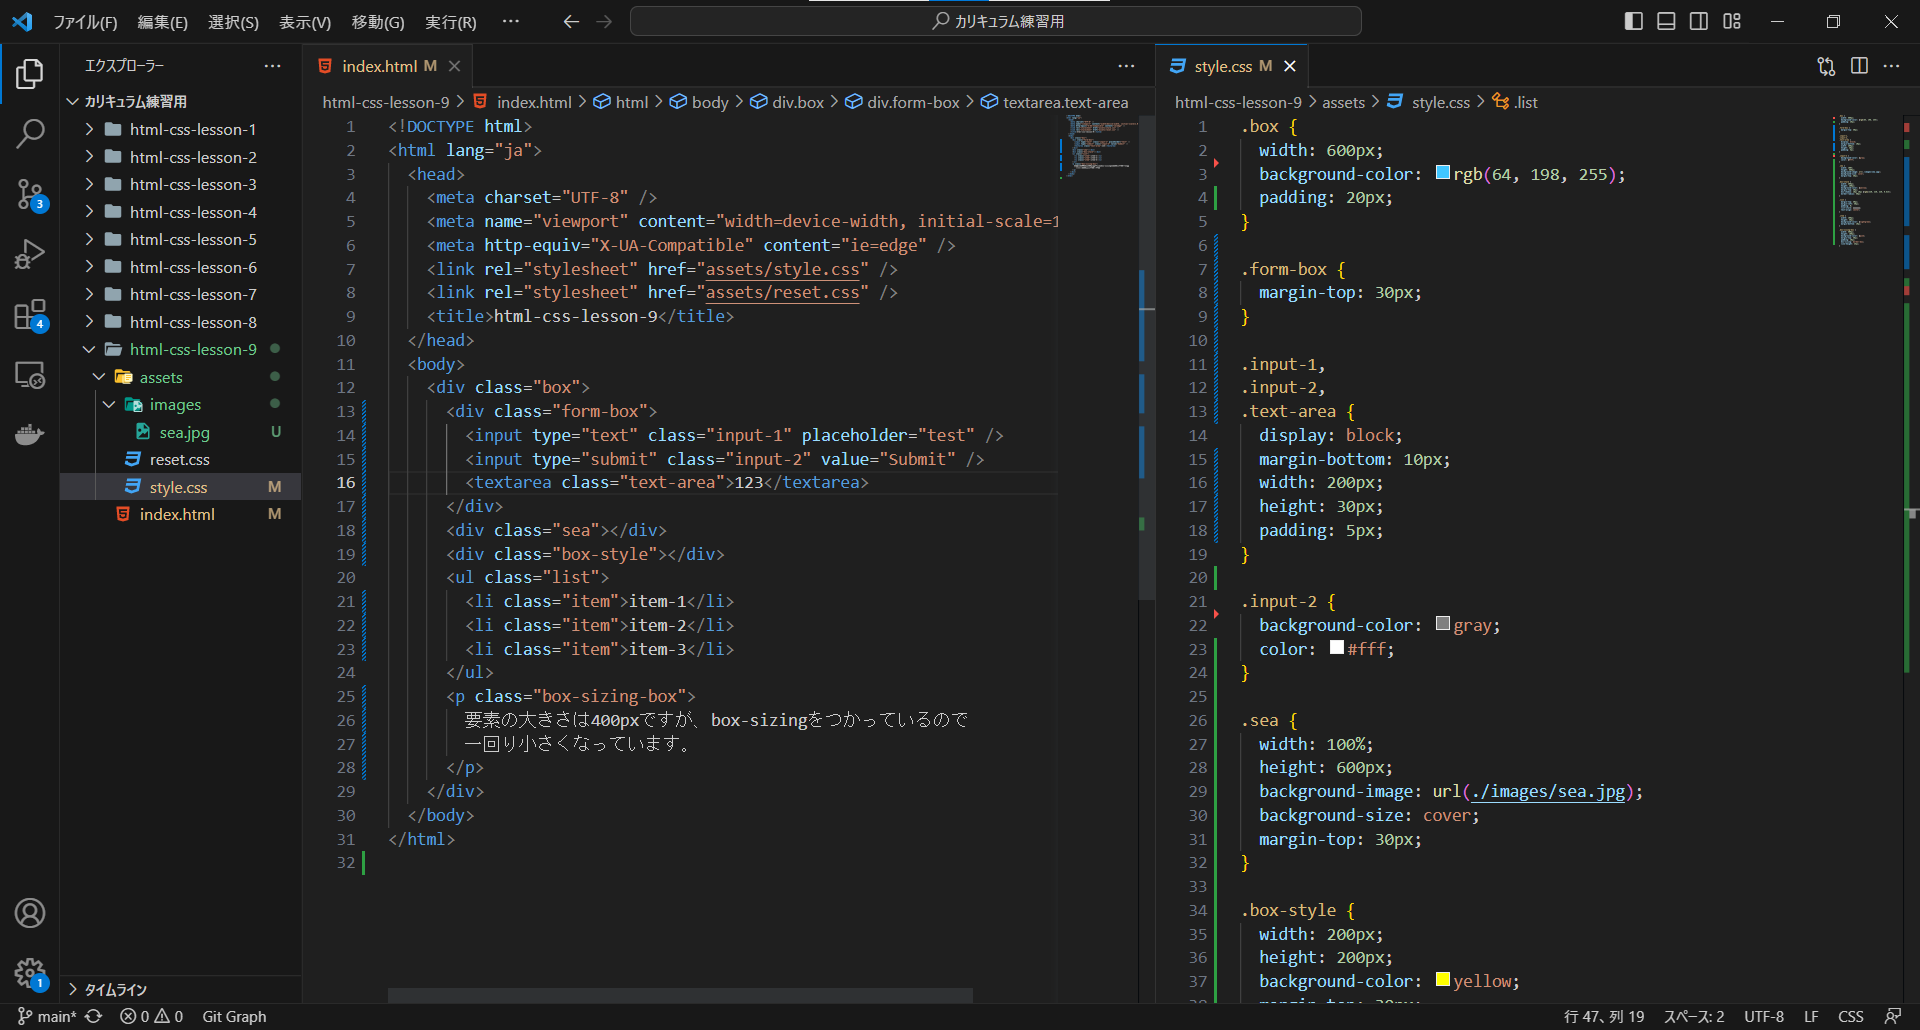 ファイル(F) 編集(E) 選択(S) 表示(V) 移動(G) 実行(R) ··· カリキュラム練習用
エクスプローラー ···
カリキュラム練習用
html-css-lesson-1
html-css-lesson-2
html-css-lesson-3
html-css-lesson-4
html-css-lesson-5
html-css-lesson-6
html-css-lesson-7
html-css-lesson-8
html-css-lesson-9
assets
images
sea.jpg U
reset.css
style.css M
index.html M
タイムライン
3
4
1
index.html M
html-css-lesson-9 > index.html > html > body > div.box > div.form-box > textarea.text-area
1 <!DOCTYPE html>
2 <html lang="ja">
3 <head>
4 <meta charset="UTF-8" />
5 <meta name="viewport" content="width=device-width, initial-scale=1
6 <meta http-equiv="X-UA-Compatible" content="ie=edge" />
7 <link rel="stylesheet" href="assets/style.css" />
8 <link rel="stylesheet" href="assets/reset.css" />
9 <title>html-css-lesson-9</title>
10 </head>
11 <body>
12 <div class="box">
13 <div class="form-box">
14 <input type="text" class="input-1" placeholder="test" />
15 <input type="submit" class="input-2" value="Submit" />
16 <textarea class="text-area">123</textarea>
17 </div>
18 <div class="sea"></div>
19 <div class="box-style"></div>
20 <ul class="list">
21 <li class="item">item-1</li>
22 <li class="item">item-2</li>
23 <li class="item">item-3</li>
24 </ul>
25 <p class="box-sizing-box">
26 要素の大きさは400pxですが、box-sizingをつかっているので
27 一回り小さくなっています。
28 </p>
29 </div>
30 </body>
31 </html>
32
style.css M
html-css-lesson-9 > assets > style.css > .list
1 .box {
2 width: 600px;
3 background-color: rgb(64, 198, 255);
4 padding: 20px;
5 }
6
7 .form-box {
8 margin-top: 30px;
9 }
10
11 .input-1,
12 .input-2,
13 .text-area {
14 display: block;
15 margin-bottom: 10px;
16 width: 200px;
17 height: 30px;
18 padding: 5px;
19 }
20
21 .input-2 {
22 background-color: gray;
23 color: #fff;
24 }
25
26 .sea {
27 width: 100%;
28 height: 600px;
29 background-image: url(./images/sea.jpg);
30 background-size: cover;
31 margin-top: 30px;
32 }
33
34 .box-style {
35 width: 200px;
36 height: 200px;
37 background-color: yellow;
main* 0 0 Git Graph 行 47、列 19 スペース: 2 UTF-8 LF CSS